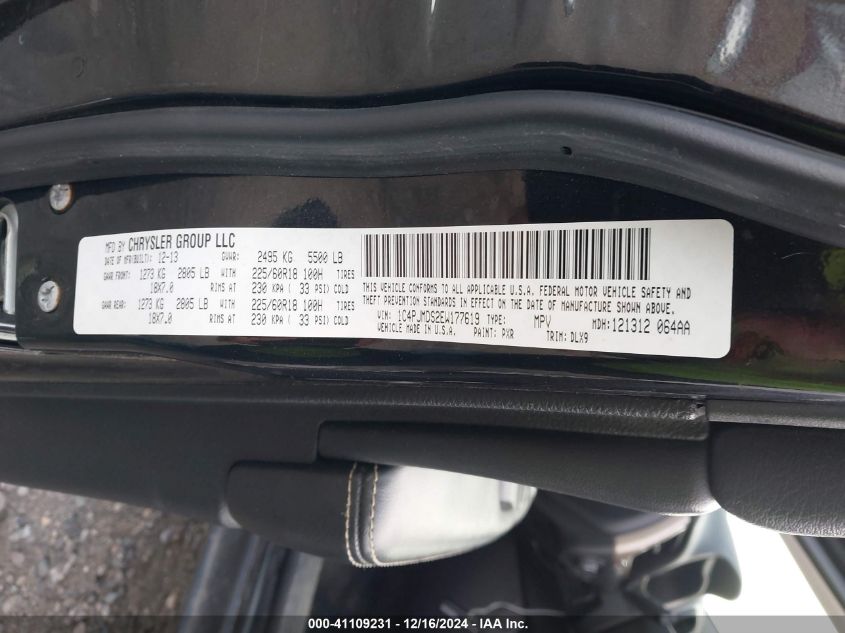 MFD BY CHRYSLER GROUP LLC
DATE OF MFR(BUILT): 12-13 GVWR: 2495 KG 5500 LB
GAWR FRONT: 1273 KG 2805 LB WITH 225/60R18 100H TIRES
18X7.0 RIMS AT 230 KPA ( 33 PSI) COLD
GAWR REAR: 1273 KG 2805 LB WITH 225/60R18 100H TIRES
18X7.0 RIMS AT 230 KPA ( 33 PSI) COLD
THIS VEHICLE CONFORMS TO ALL APPLICABLE U.S.A. FEDERAL MOTOR VEHICLE SAFETY AND
THEFT PREVENTION STANDARDS IN EFFECT ON THE DATE OF MANUFACTURE SHOWN ABOVE.
VIN: 1C4PJMDS2EW177619 TYPE: MPV MDH: 121312 064AA
VEHICLE MADE IN U.S.A. PAINT: PXR TRIM: DLX9
000-41109231 - 12/16/2024 - IAA Inc.